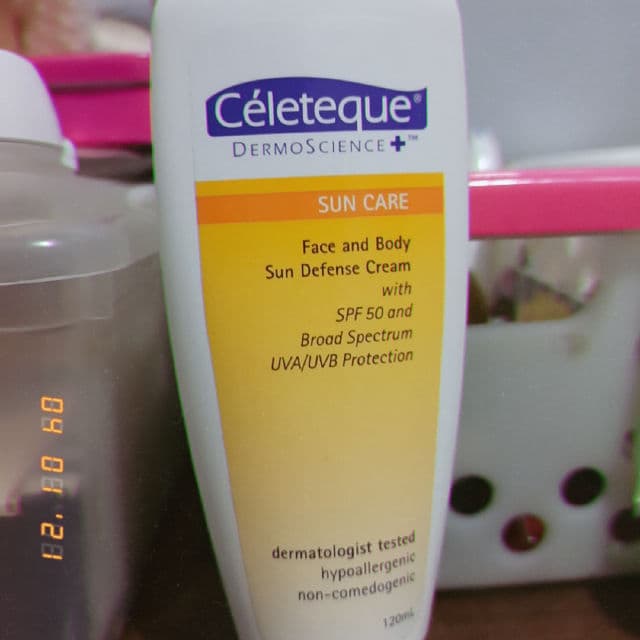 Céleteque®
DERMOSCIENCE+™
SUN CARE
Face and Body
Sun Defense Cream
with
SPF 50 and
Broad Spectrum
UVA/UVB Protection
dermatologist tested
hypoallergenic
non-comedogenic
120mL